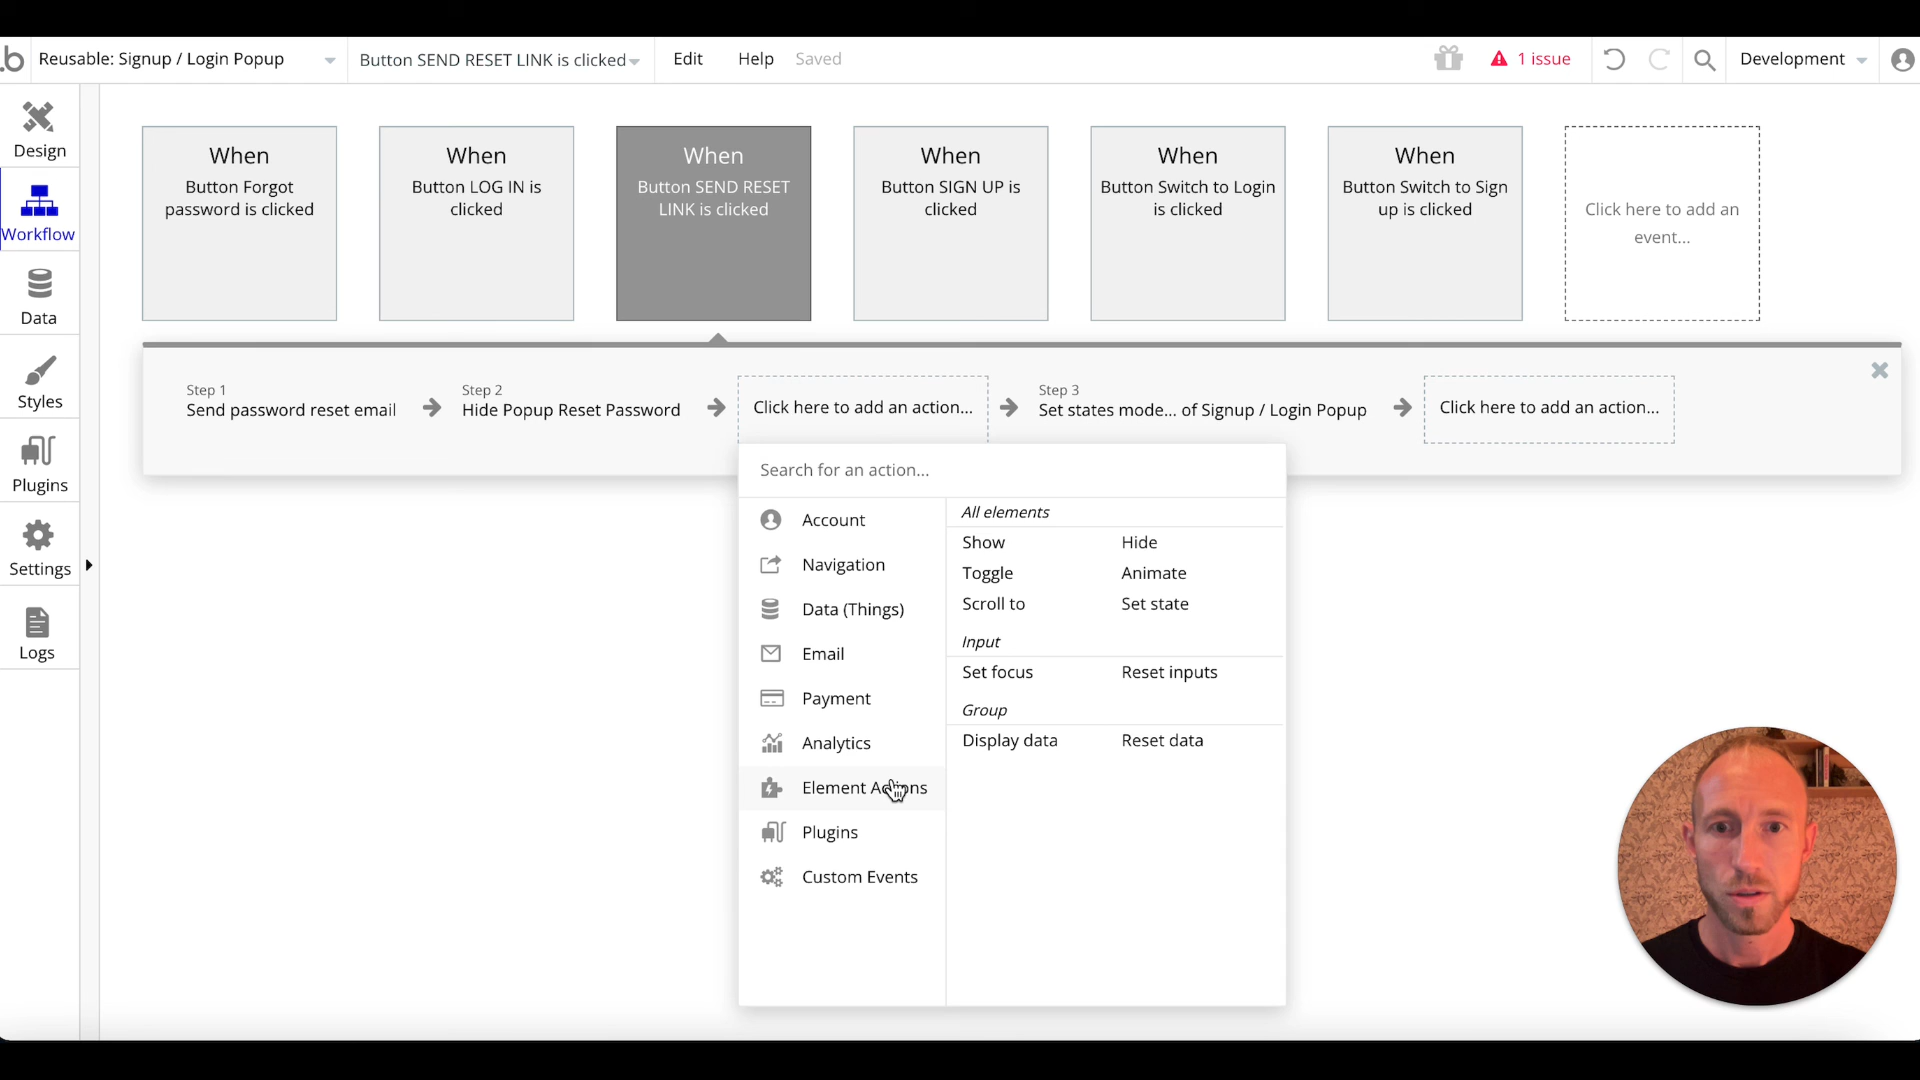 .b Reusable: Signup / Login Popup Button SEND RESET LINK is clicked Edit Help Saved 1 issue Development
Design
Workflow
Data
Styles
Plugins
Settings
Logs
When
Button Forgot
password is clicked
When
Button LOG IN is
clicked
When
Button SEND RESET
LINK is clicked
When
Button SIGN UP is
clicked
When
Button Switch to Login
is clicked
When
Button Switch to Sign
up is clicked
Click here to add an
event...
Step 1
Send password reset email
Step 2
Hide Popup Reset Password
Click here to add an action...
Step 3
Set states mode... of Signup / Login Popup
Click here to add an action...
Search for an action...
Account
Navigation
Data (Things)
Email
Payment
Analytics
Element Actions
Plugins
Custom Events
All elements
Show Hide
Toggle Animate
Scroll to Set state
Input
Set focus Reset inputs
Group
Display data Reset data